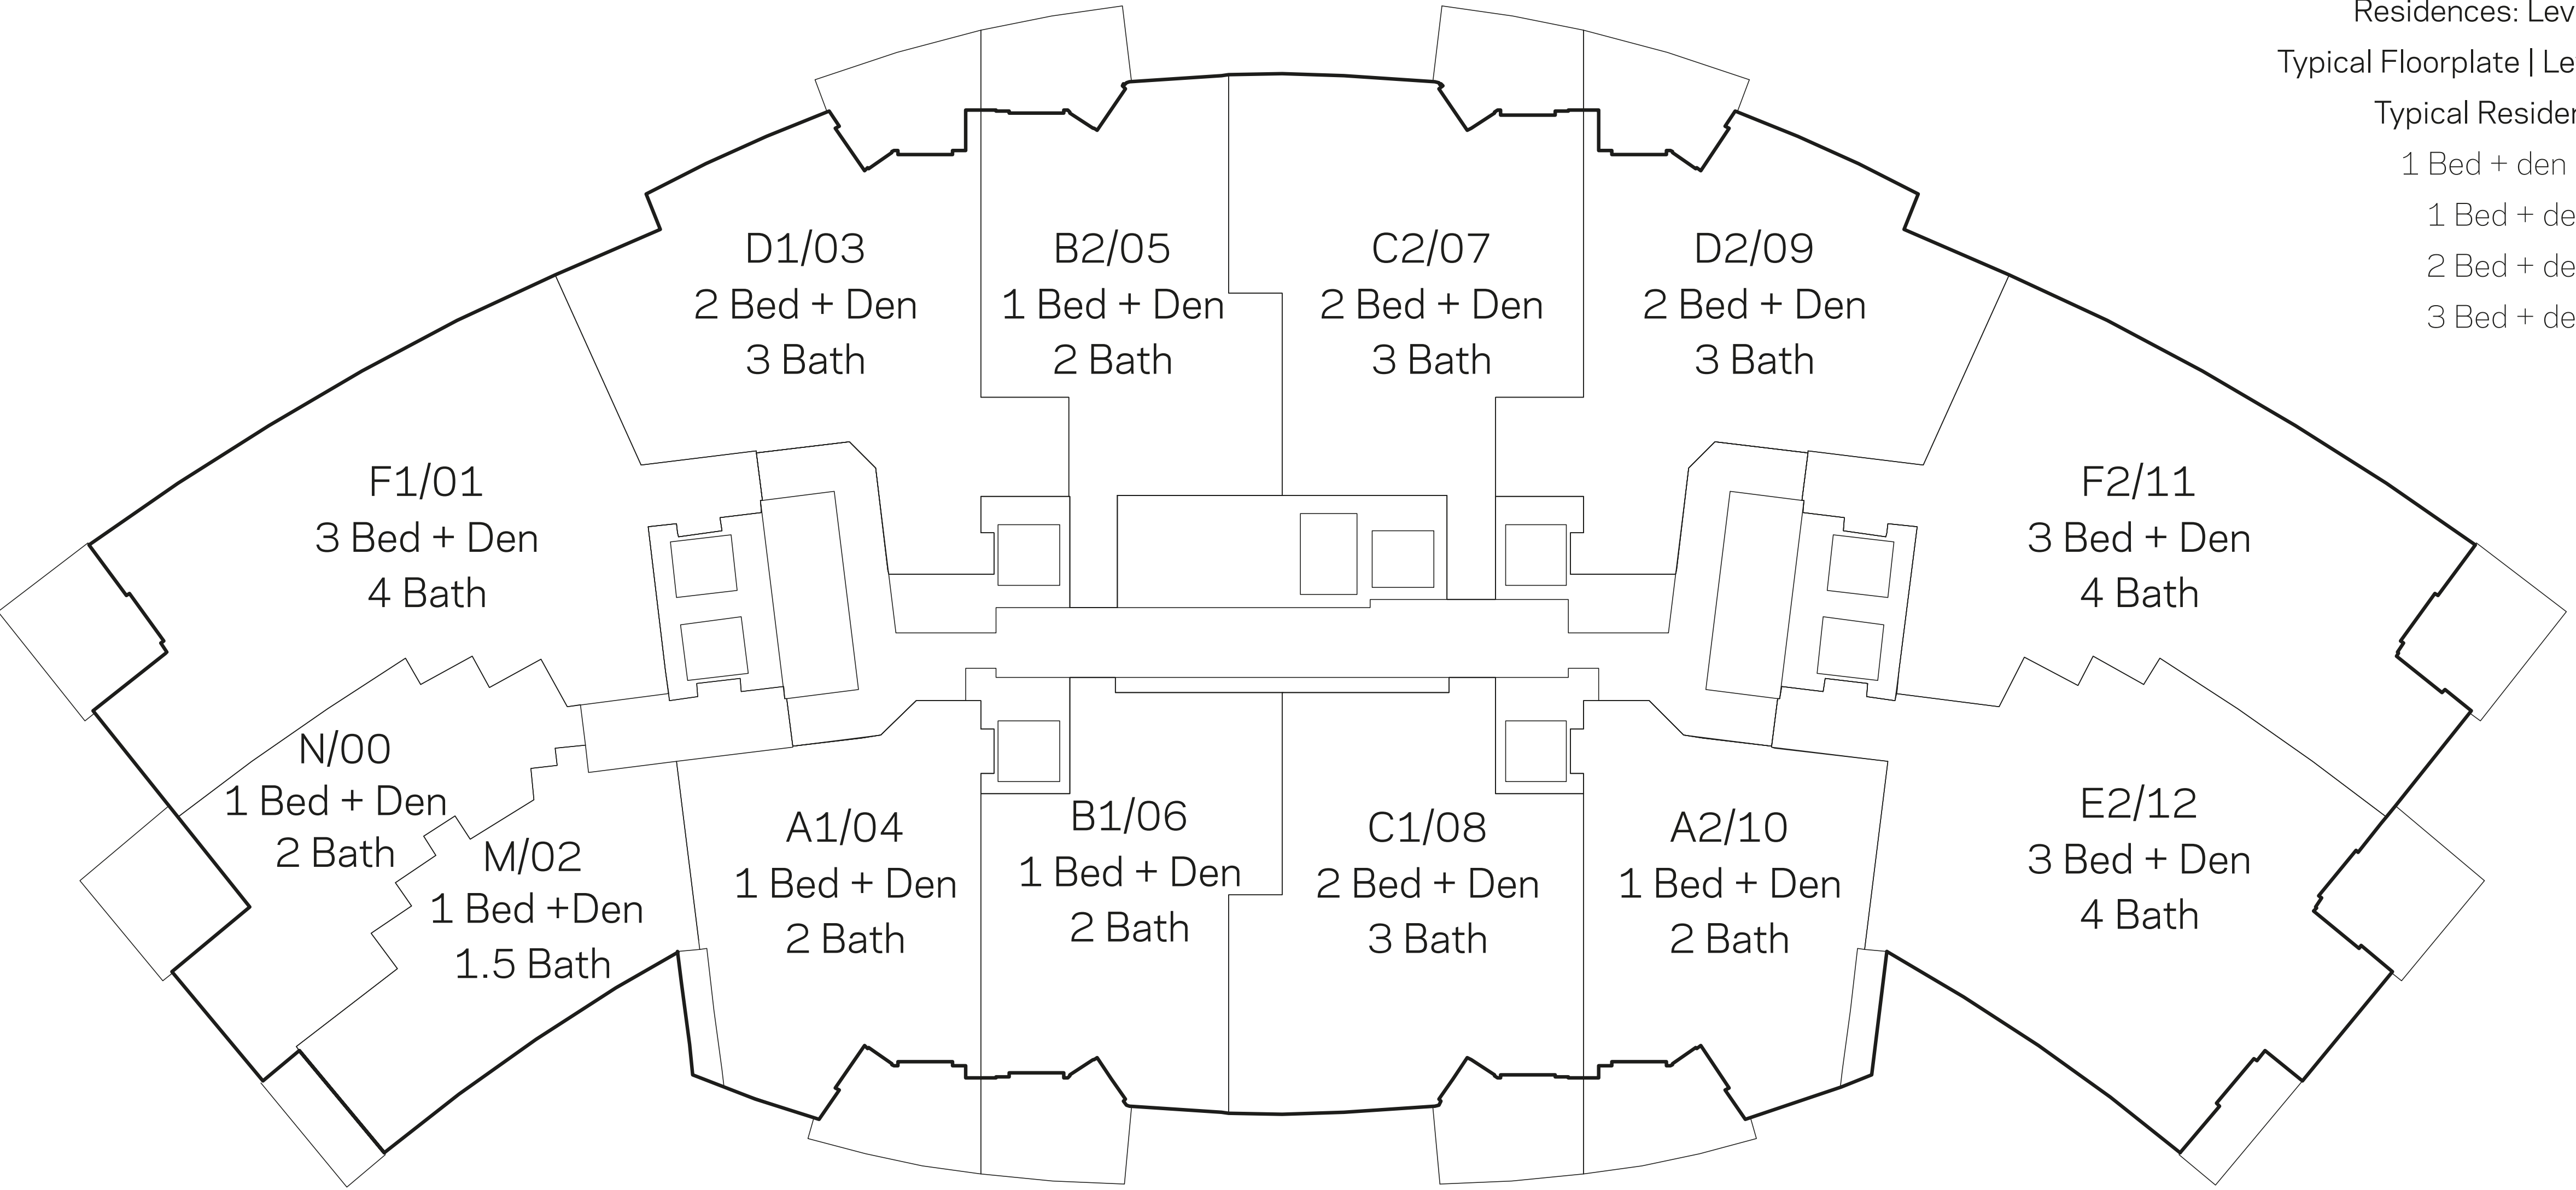 Residences: Lev
Typical Floorplate | Le
Typical Residen
1 Bed + den
1 Bed + de
2 Bed + de
3 Bed + de
D1/03
2 Bed + Den
3 Bath
B2/05
1 Bed + Den
2 Bath
C2/07
2 Bed + Den
3 Bath
D2/09
2 Bed + Den
3 Bath
F1/01
3 Bed + Den
4 Bath
F2/11
3 Bed + Den
4 Bath
N/00
1 Bed + Den
2 Bath
M/02
1 Bed +Den
1.5 Bath
A1/04
1 Bed + Den
2 Bath
B1/06
1 Bed + Den
2 Bath
C1/08
2 Bed + Den
3 Bath
A2/10
1 Bed + Den
2 Bath
E2/12
3 Bed + Den
4 Bath